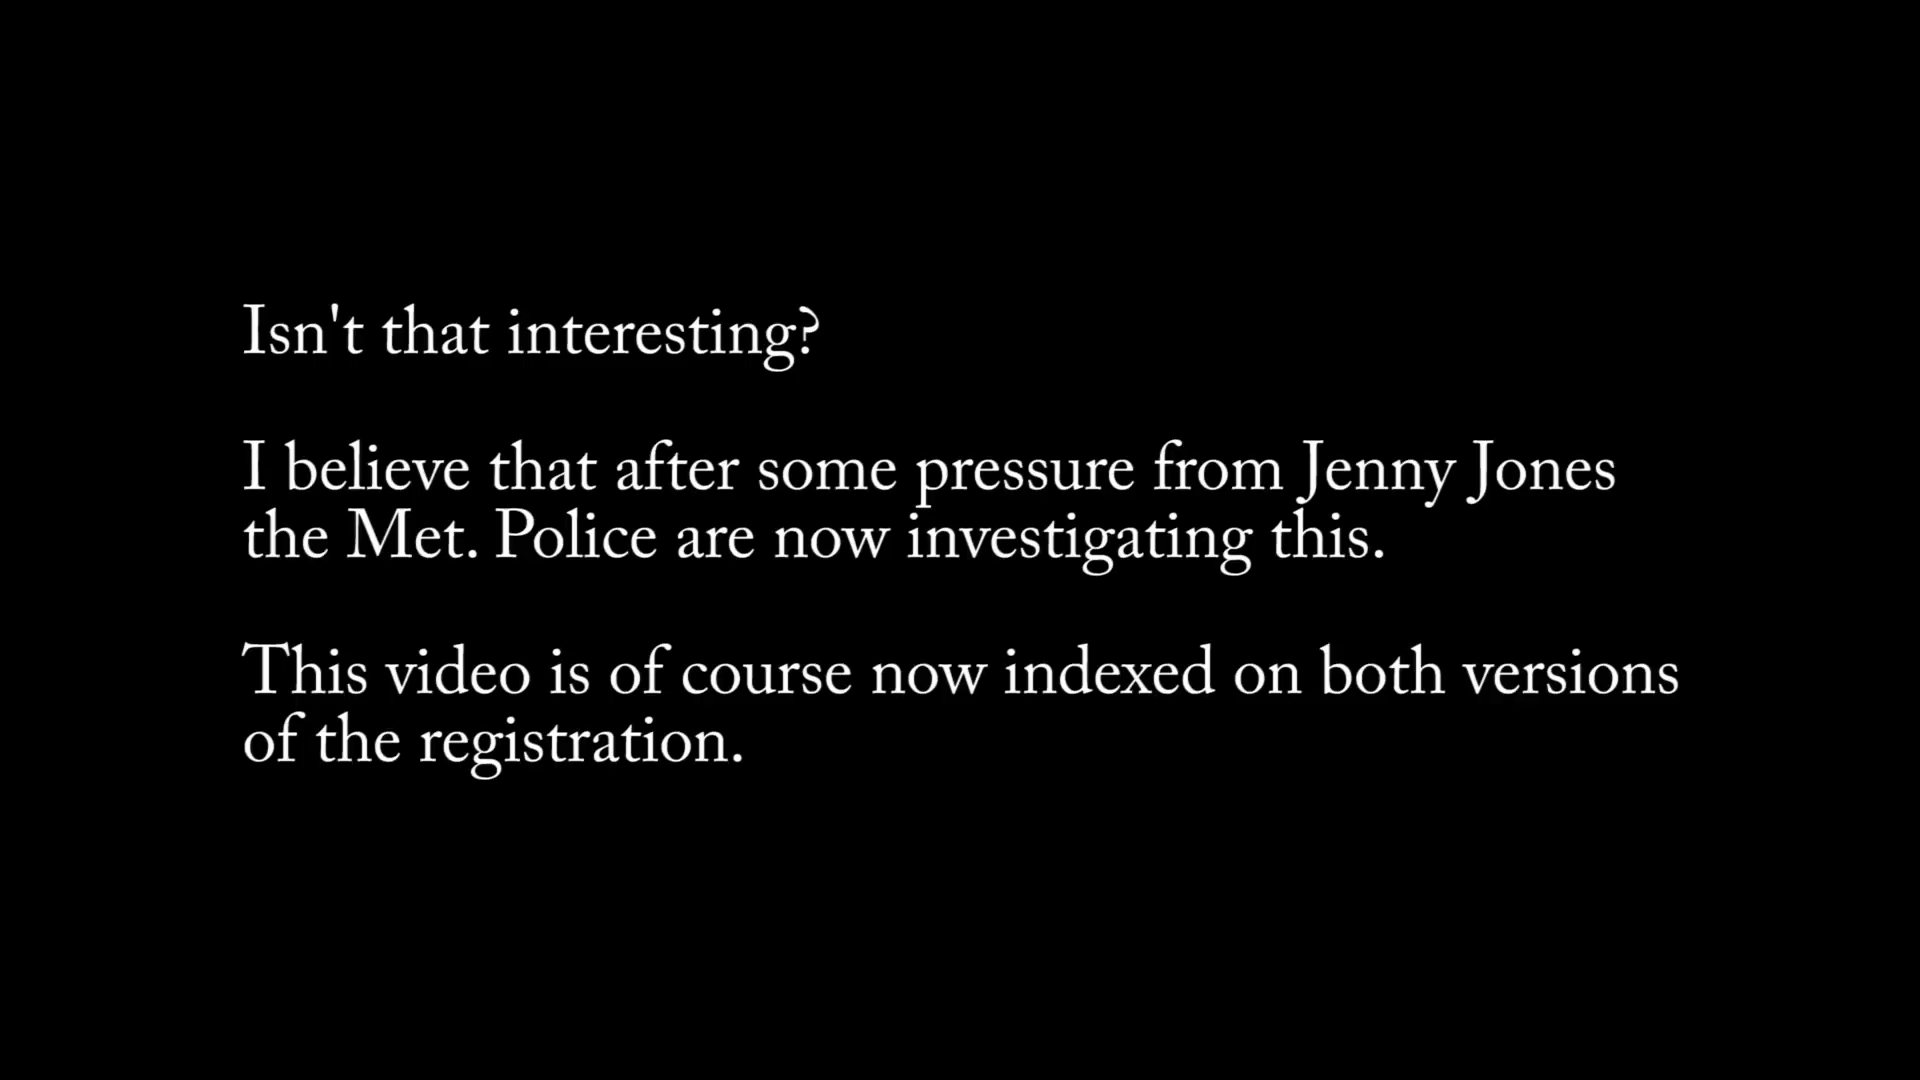 Isn't that interesting?
I believe that after some pressure from Jenny Jones
the Met. Police are now investigating this.
This video is of course now indexed on both versions
of the registration.